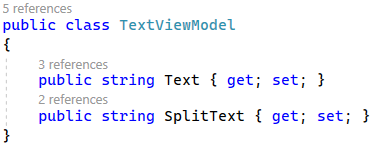 5 references
public class TextViewModel
{
3 references
public string Text { get; set; }
2 references
public string SplitText { get; set; }
}